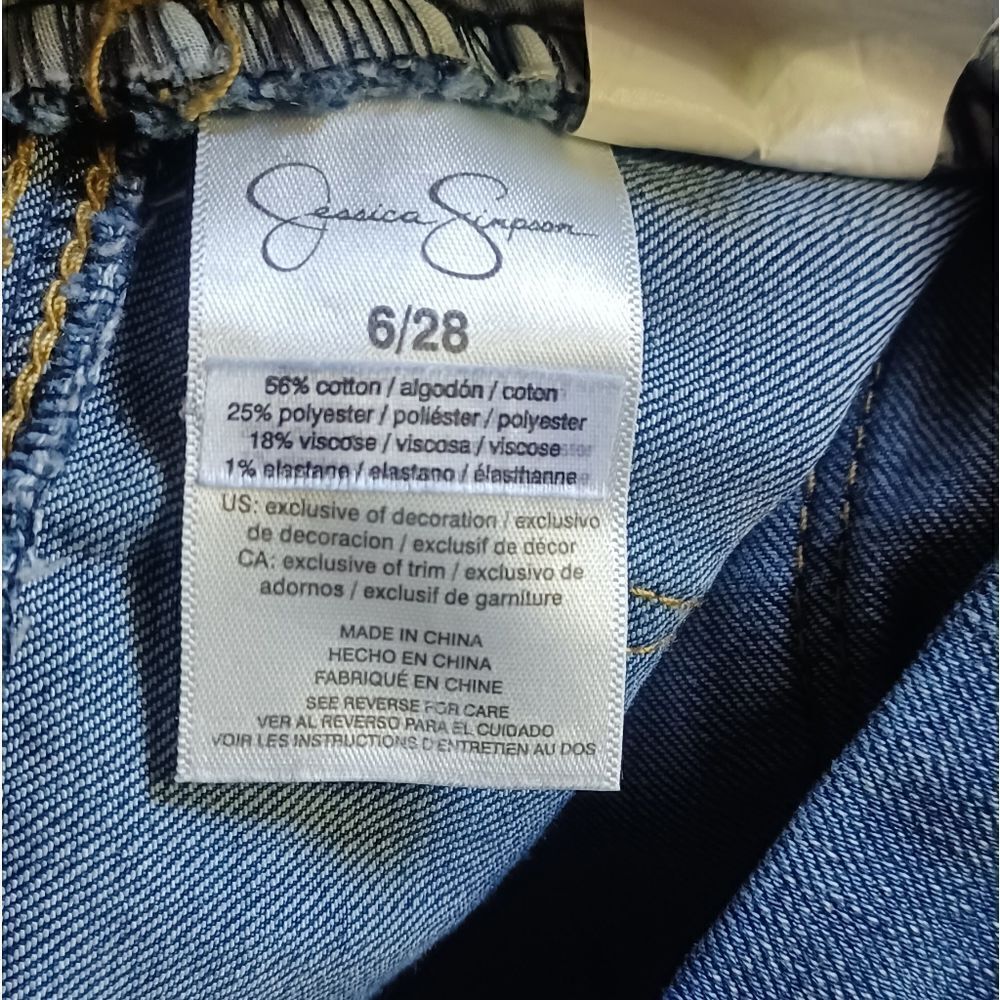 Jessica Simpson
6/28
56% cotton / algodón / coton
25% polyester / poliéster / polyester
18% viscose / viscosa / viscose
1% elastane / elastano / élasthanne
US: exclusive of decoration / exclusivo
de decoracion / exclusif de décor
CA: exclusive of trim / exclusivo de
adornos / exclusif de garniture
MADE IN CHINA
HECHO EN CHINA
FABRIQUÉ EN CHINE
SEE REVERSE FOR CARE
VER AL REVERSO PARA EL CUIDADO
VOIR LES INSTRUCTIONS D'ENTRETIEN AU DOS